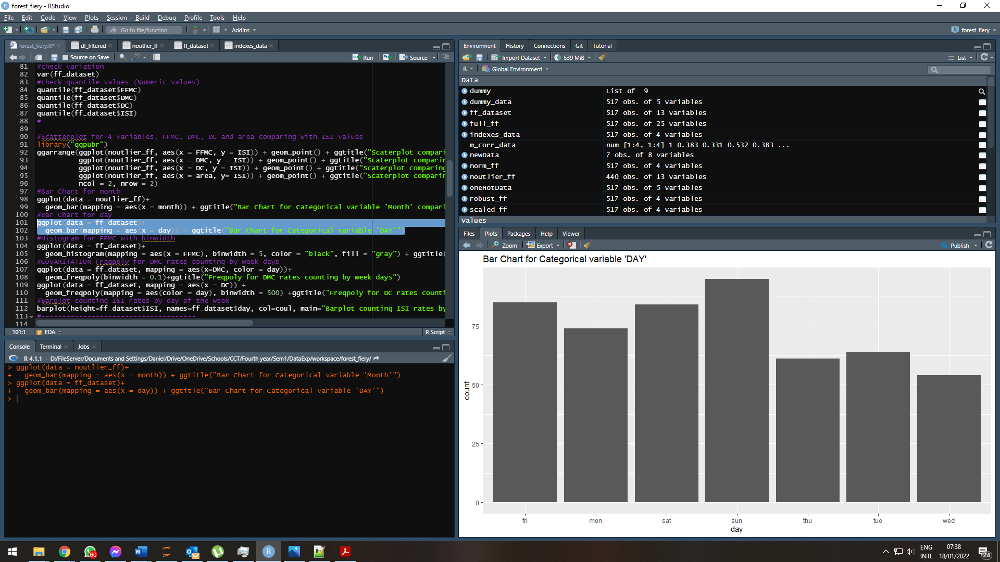 forest_fiery - RStudio
File Edit Code View Plots Session Build Debug Profile Tools Help
Go to file/function Addins forest_fiery
forest_fiery.R* df_filtered noutlier_ff ff_dataset indexes_data
Source on Save Run Source
81 #check variation
82 var(ff_dataset)
83 #check quantile values (Numeric values)
84 quantile(ff_dataset$FFMC)
85 quantile(ff_dataset$DMC)
86 quantile(ff_dataset$DC)
87 quantile(ff_dataset$ISI)
88 #
89
90 #Scatterplot for 4 variables, FFMC, DMC, DC and area comparing with ISI values
91 library("ggpubr")
92 ggarrange(ggplot(noutlier_ff, aes(x = FFMC, y = ISI)) + geom_point() + ggtitle("Scaterplot compari
93 ggplot(noutlier_ff, aes(x = DMC, y = ISI)) + geom_point() + ggtitle("Scaterplot comparin
94 ggplot(noutlier_ff, aes(x = DC, y = ISI)) + geom_point() + ggtitle("Scaterplot comparing
95 ggplot(noutlier_ff, aes(x = area, y= ISI)) + geom_point() + ggtitle("Scaterplot comparin
96 ncol = 2, nrow = 2)
97 #Bar Chart for month
98 ggplot(data = noutlier_ff)+
99 geom_bar(mapping = aes(x = month)) + ggtitle("Bar Chart for Categorical variable 'Month' compari
100 #Bar Chart for day
101 ggplot(data = ff_dataset)+
102 geom_bar(mapping = aes(x = day)) + ggtitle("Bar Chart for Categorical variable 'DAY'")
103 #Histogram for FFMC with binwidth
104 ggplot(data = ff_dataset)+
105 geom_histogram(mapping = aes(x = FFMC), binwidth = 5, color = "black", fill = "gray") + ggtitle(
106 #COVARITATION Freqpoly for DMC rates counting by week days
107 ggplot(data = ff_dataset, mapping = aes(x=DMC, color = day))+
108 geom_freqpoly(binwidth = 0.1)+ggtitle("Freqpoly for DMC rates counting by week days")
109 ggplot(data = ff_dataset, mapping = aes(x = DC)) +
110 geom_freqpoly(mapping = aes(color = day), binwidth = 500) +ggtitle("Freqpoly for DC rates counti
111 #Barplot counting ISI rates by day of the week
112 barplot(height=ff_dataset$ISI, names=ff_dataset$day, col=coul, main="Barplot counting ISI rates by
113 #-------------------------------------
114
101:1 # EDA R Script
Console Terminal Jobs
R 4.1.1 · D:/FileServer/Documents and Settings/Daniel/Drive/OneDrive/Schools/CCT/Fourth year/Sem1/DataExp/workspace/forest_fiery/
> ggplot(data = noutlier_ff)+
+ geom_bar(mapping = aes(x = month)) + ggtitle("Bar Chart for Categorical variable 'Month'")
> ggplot(data = ff_dataset)+
+ geom_bar(mapping = aes(x = day)) + ggtitle("Bar Chart for Categorical variable 'DAY'")
>
Environment History Connections Git Tutorial
Import Dataset 539 MiB List
R Global Environment
Data
dummy List of 9
dummy_data 517 obs. of 5 variables
ff_dataset 517 obs. of 13 variables
full_ff 517 obs. of 25 variables
indexes_data 517 obs. of 4 variables
m_corr_data num [1:4, 1:4] 1 0.383 0.331 0.532 0.383 ...
newData 7 obs. of 8 variables
norm_ff 517 obs. of 4 variables
noutlier_ff 440 obs. of 13 variables
oneHotData 517 obs. of 5 variables
robust_ff 517 obs. of 4 variables
scaled_ff 517 obs. of 4 variables
Values
Files Plots Packages Help Viewer
Zoom Export Publish
Bar Chart for Categorical variable 'DAY'
75
50
25
0
count
fri mon sat sun thu tue wed
day
60
ENG
INTL
07:38
18/01/2022
24